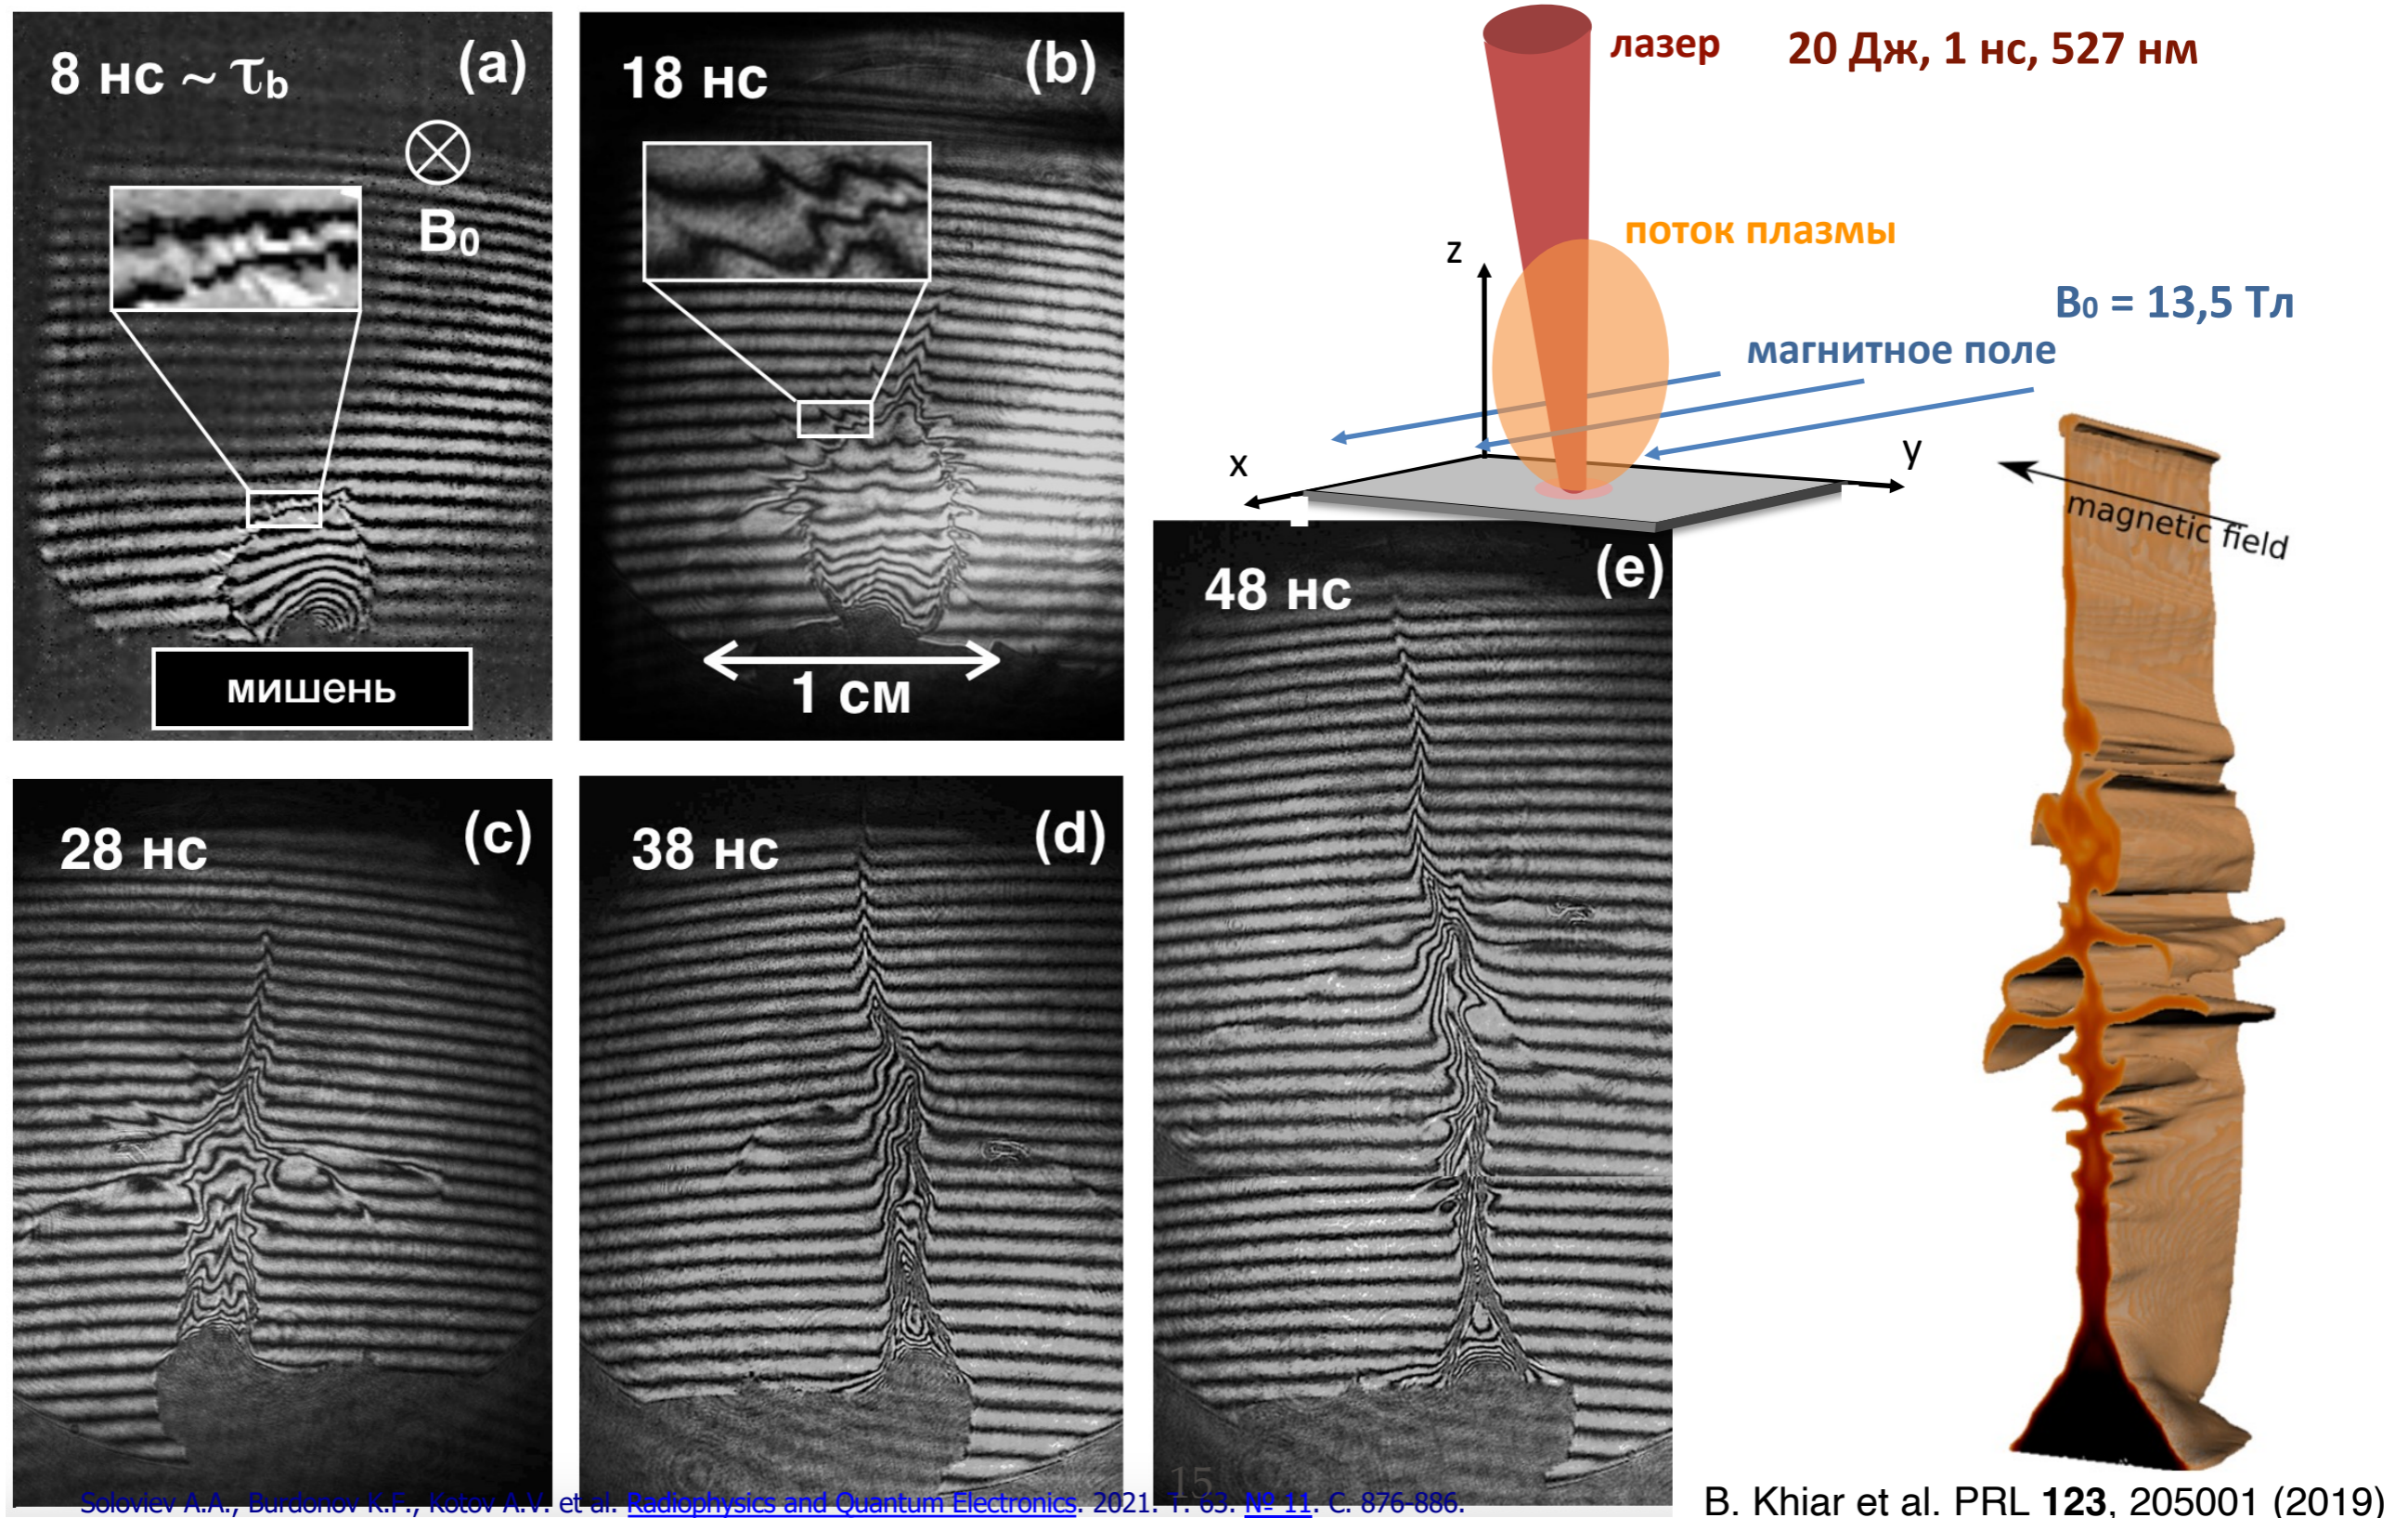 8 нс ~ τb
(a)
B0
мишень
18 нс
(b)
1 см
лазер
20 Дж, 1 нс, 527 нм
поток плазмы
z
B0 = 13,5 Тл
магнитное поле
x
y
magnetic field
28 нс
(c)
38 нс
(d)
48 нс
(e)
15
Soloviev A.A., Burdonov K.F., Kotov A.V. et al. Radiophysics and Quantum Electronics. 2021. Т. 63. № 11. С. 876-886.
B. Khiar et al. PRL 123, 205001 (2019)